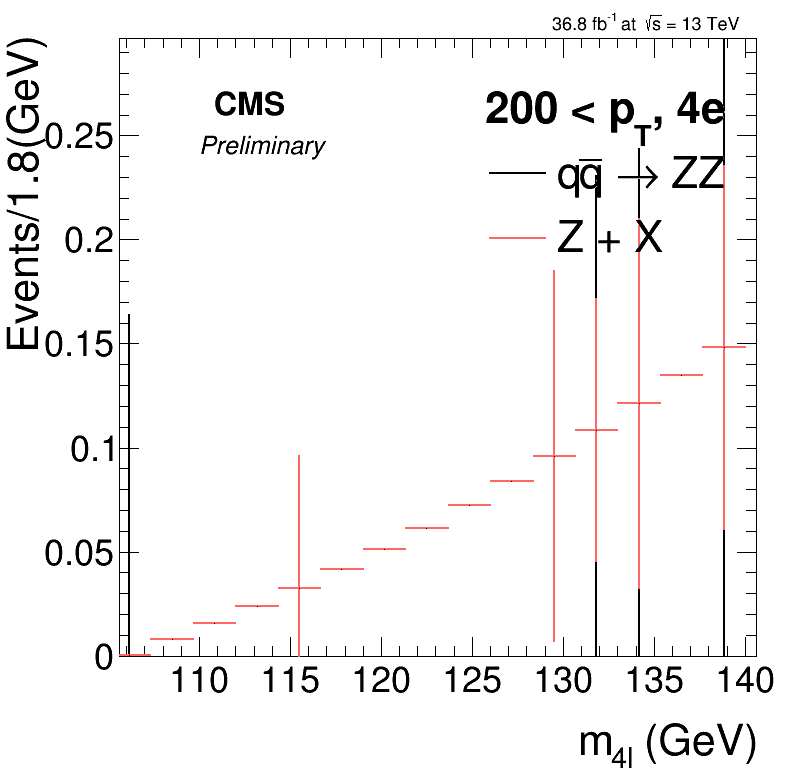 36.8 fb⁻¹ at √s = 13 TeV
CMS
Preliminary
200 < p_T, 4e
qq̅ → ZZ
Z + X
Events/1.8(GeV)
0.25
0.2
0.15
0.1
0.05
0
110 115 120 125 130 135 140
m_4l (GeV)